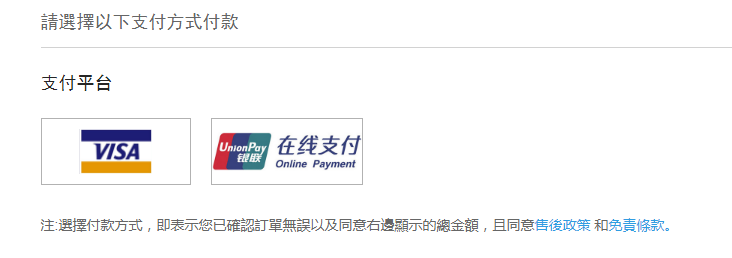 請選擇以下支付方式付款
支付平台
VISA
UnionPay
银联
在线支付
Online Payment
注:選擇付款方式，即表示您已確認訂單無誤以及同意右邊顯示的總金額，且同意售後政策 和免責條款。